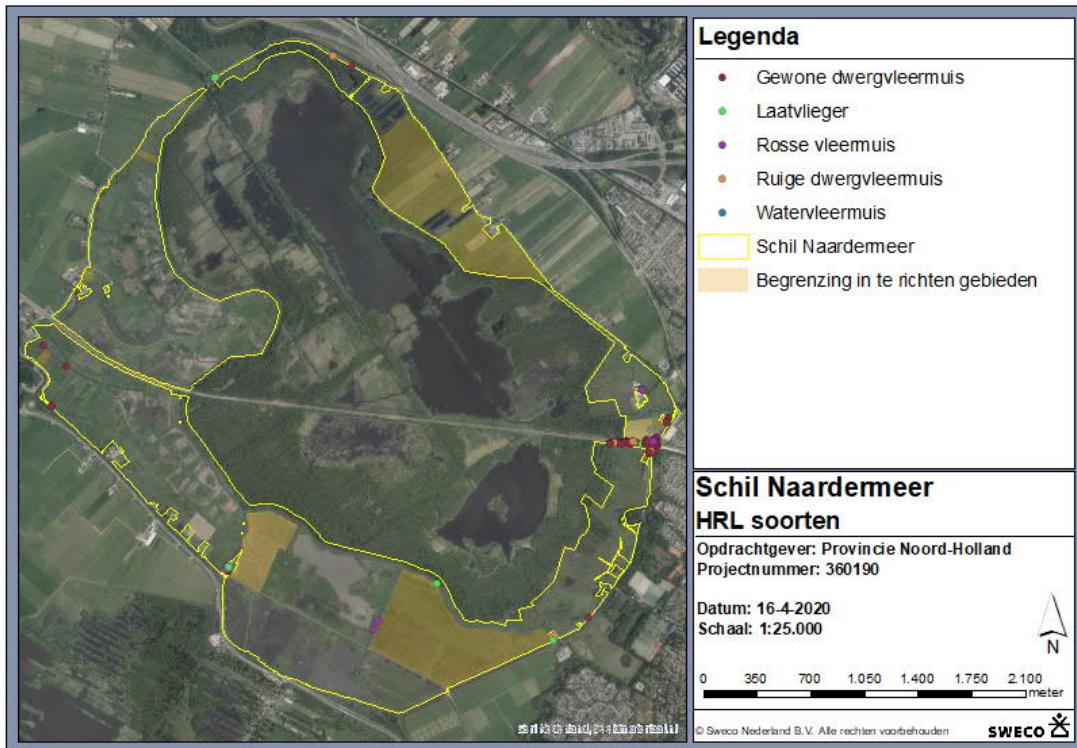 Legenda
Gewone dwergvleermuis
Laatvlieger
Rosse vleermuis
Ruige dwergvleermuis
Watervleermuis
Schil Naardermeer
Begrenzing in te richten gebieden
Schil Naardermeer
HRL soorten
Opdrachtgever: Provincie Noord-Holland
Projectnummer: 360190
Datum: 16-4-2020
Schaal: 1:25.000
N
0 350 700 1.050 1.400 1.750 2.100
meter
© Sweco Nederland B.V. Alle rechten voorbehouden
SWECO